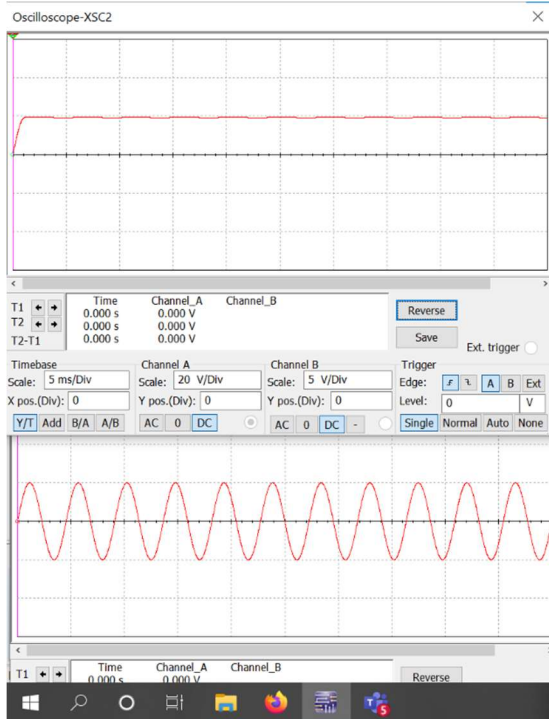 Oscilloscope-XSC2
T1 Time Channel_A Channel_B
0.000 s 0.000 V
T2 0.000 s 0.000 V
T2-T1 0.000 s 0.000 V
Reverse
Save
Ext. trigger
Timebase
Scale: 5 ms/Div
X pos.(Div): 0
Y/T Add B/A A/B
Channel A
Scale: 20 V/Div
Y pos.(Div): 0
AC 0 DC
Channel B
Scale: 5 V/Div
Y pos.(Div): 0
AC 0 DC -
Trigger
Edge: A B Ext
Level: 0 V
Single Normal Auto None
T1 Time Channel_A Channel_B
0.000 s 0.000 V
Reverse
S